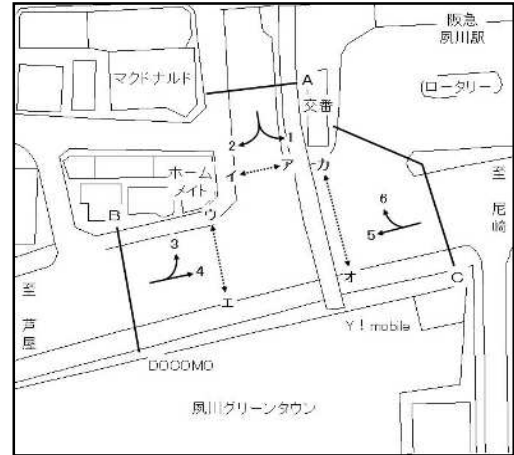 阪急
夙川駅
マクドナルド
A
交番
ロータリー
1
2
ア
カ
イ
ホーム
メイト
至
尼
崎
B
ウ
6
5
3
4
オ
C
エ
至
芦
屋
Y！mobile
DOCOMO
夙川グリーンタウン